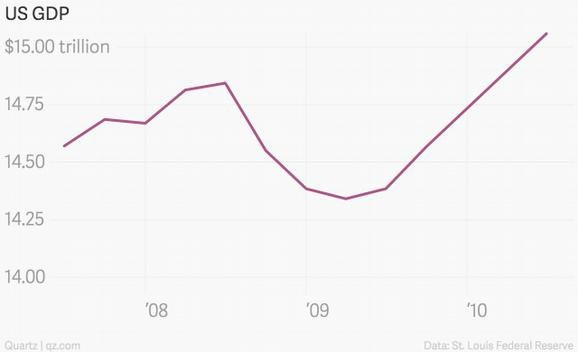 US GDP
$15.00 trillion
14.75
14.50
14.25
14.00
’08 ’09 ’10
Quartz | qz.com Data: St. Louis Federal Reserve